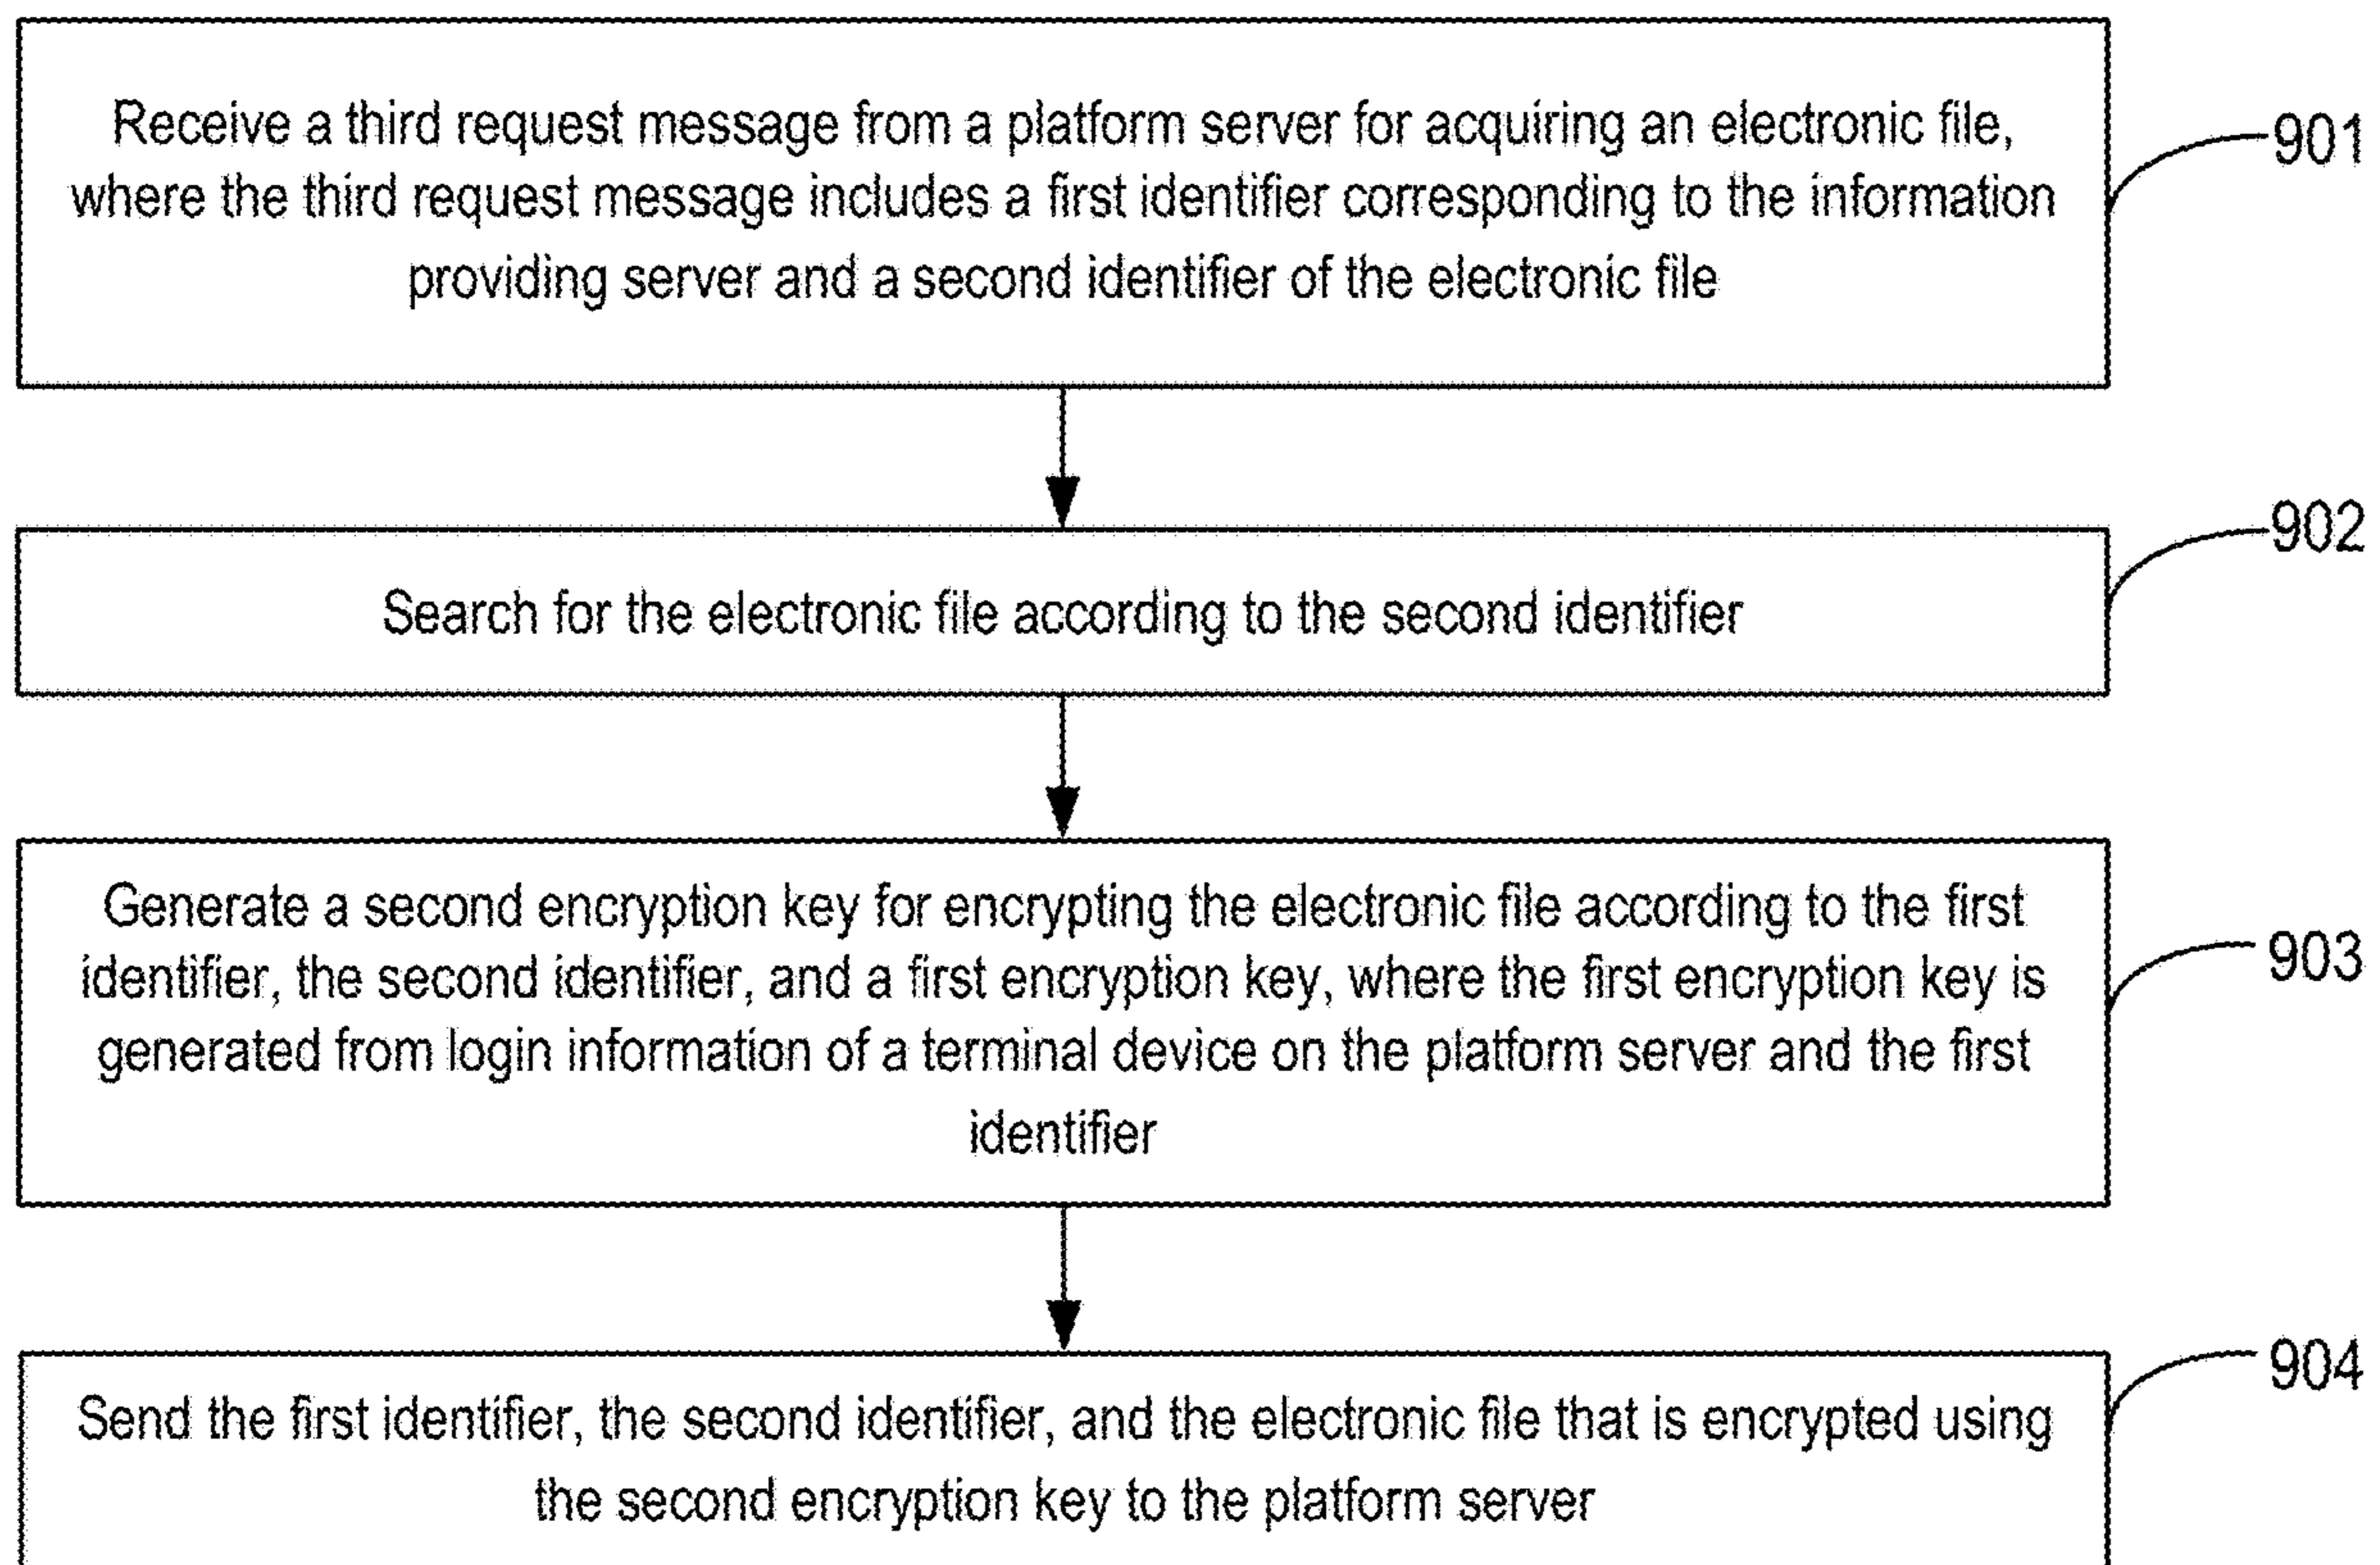 Receive a third request message from a platform server for acquiring an electronic file,
where the third request message includes a first identifier corresponding to the information
providing server and a second identifier of the electronic file
901
Search for the electronic file according to the second identifier
902
Generate a second encryption key for encrypting the electronic file according to the first
identifier, the second identifier, and a first encryption key, where the first encryption key is
generated from login information of a terminal device on the platform server and the first
identifier
903
Send the first identifier, the second identifier, and the electronic file that is encrypted using
the second encryption key to the platform server
904